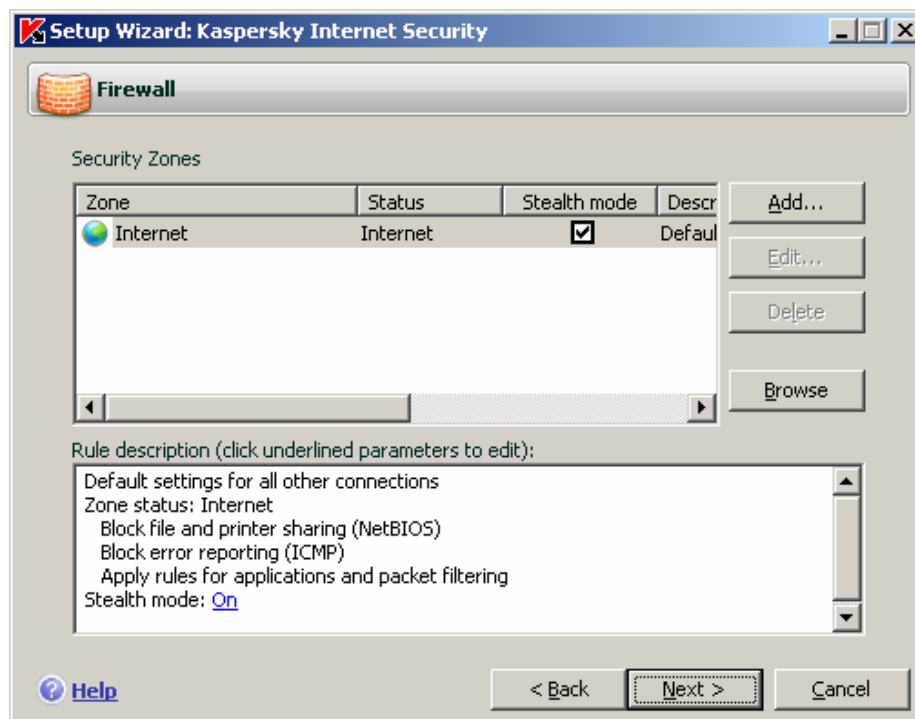 Setup Wizard: Kaspersky Internet Security
Firewall
Security Zones
Zone Status Stealth mode Descr
Internet Internet Defaul
Add...
Edit...
Delete
Browse
Rule description (click underlined parameters to edit):
Default settings for all other connections
Zone status: Internet
Block file and printer sharing (NetBIOS)
Block error reporting (ICMP)
Apply rules for applications and packet filtering
Stealth mode: On
Help
< Back Next > Cancel